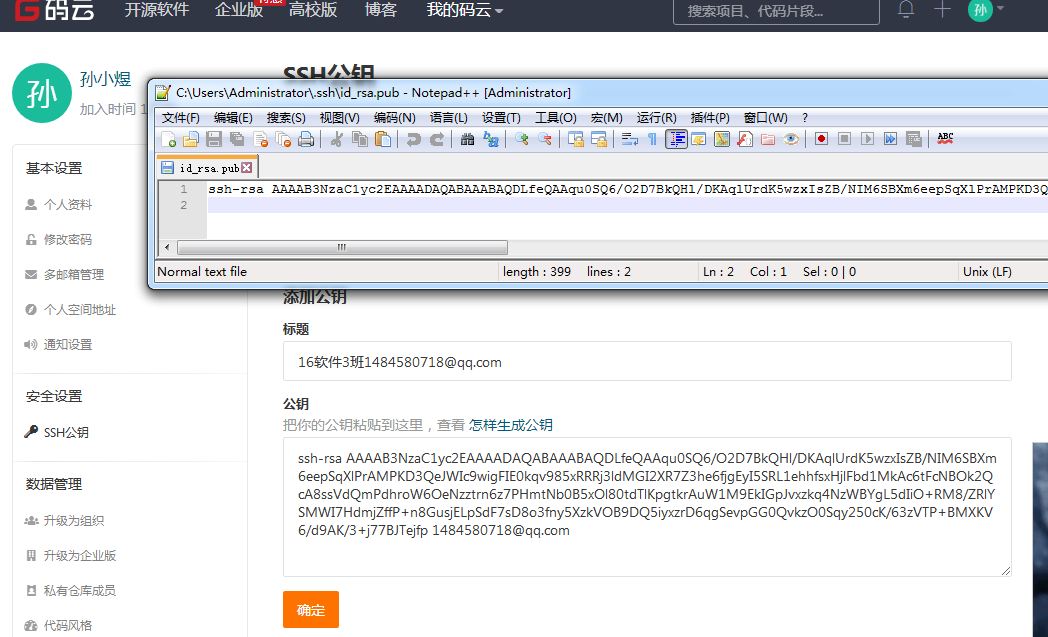 码云 开源软件 企业版 特惠 高校版 博客 我的码云 搜索项目、代码片段... 孙
孙
孙小煜
加入时间 1
SSH公钥
C:\Users\Administrator\.ssh\id_rsa.pub - Notepad++ [Administrator]
文件(F) 编辑(E) 搜索(S) 视图(V) 编码(N) 语言(L) 设置(T) 工具(O) 宏(M) 运行(R) 插件(P) 窗口(W) ?
ABC
id_rsa.pub
1 ssh-rsa AAAAB3NzaC1yc2EAAAADAQABAAABAQDLfeQAAqu0SQ6/O2D7BkQHl/DKAqlUrdK5wzxIsZB/NIM6SBXm6eepSqXlPrAMPKD3Q
2
Normal text file length : 399 lines : 2 Ln : 2 Col : 1 Sel : 0 | 0 Unix (LF)
基本设置
个人资料
修改密码
多邮箱管理
个人空间地址
通知设置
安全设置
SSH公钥
数据管理
升级为组织
升级为企业版
私有仓库成员
代码风格
添加公钥
标题
16软件3班1484580718@qq.com
公钥
把你的公钥粘贴到这里，查看 怎样生成公钥
ssh-rsa AAAAB3NzaC1yc2EAAAADAQABAAABAQDLfeQAAqu0SQ6/O2D7BkQHl/DKAqlUrdK5wzxIsZB/NIM6SBXm
6eepSqXlPrAMPKD3QeJWIc9wigFIE0kqv985xRRRj3ldMGI2XR7Z3he6fjgEyI5SRL1ehhfsxHjlFbd1MkAc6tFcNBOk2Q
cA8ssVdQmPdhroW6OeNzztrn6z7PHmtNb0B5xOl80tdTlKpgtkrAuW1M9EkIGpJvxzkq4NzWBYgL5dIiO+RM8/ZRlY
SMWI7HdmjZffP+n8GusjELpSdF7sD8o3fny5XzkVOB9DQ5iyxzrD6qgSevpGG0QvkzO0Sqy250cK/63zVTP+BMXKV
6/d9AK/3+j77BJTejfp 1484580718@qq.com
确定